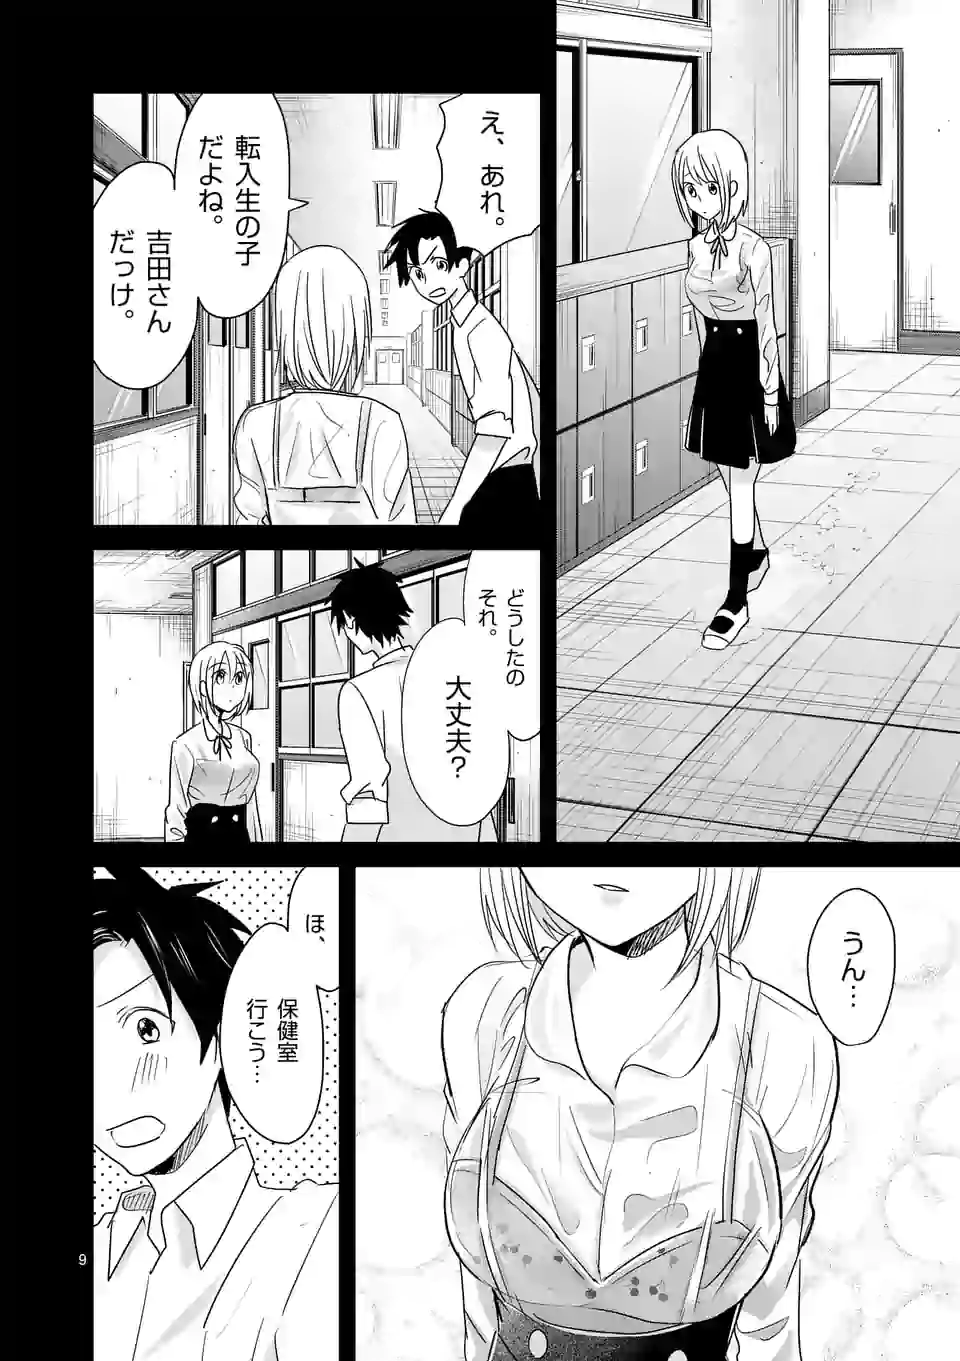 え、あれ。
転入生の子
だよね。
吉田さん
だっけ。
どうしたの
それ。
大丈夫？
うん…
ほ、
保健室
行こう…
9